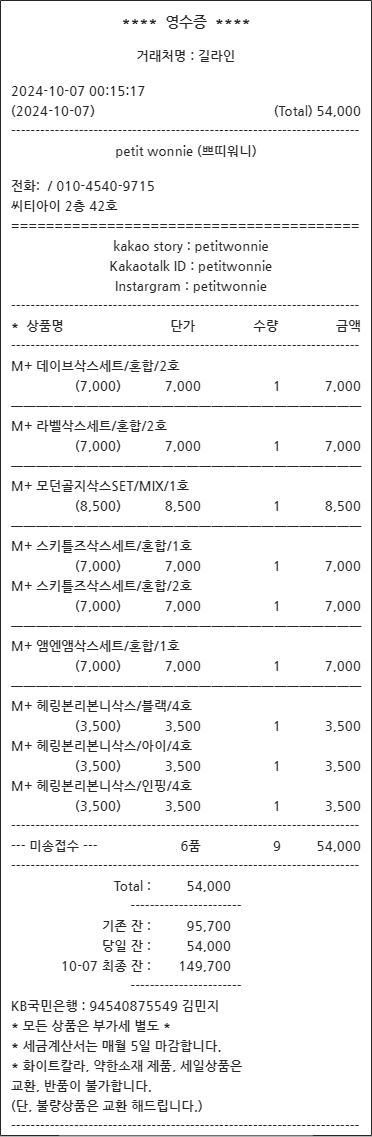 **** 영수증 ****
거래처명 : 길라인
2024-10-07 00:15:17
(2024-10-07) (Total) 54,000
--------------------------------------------------------
petit wonnie (쁘띠워니)
전화: / 010-4540-9715
씨티아이 2층 42호
========================================
kakao story : petitwonnie
Kakaotalk ID : petitwonnie
Instargram : petitwonnie
--------------------------------------------------------
* 상품명 단가 수량 금액
--------------------------------------------------------
M+ 데이브삭스세트/혼합/2호
(7,000) 7,000 1 7,000
M+ 라벨삭스세트/혼합/2호
(7,000) 7,000 1 7,000
M+ 모던골지삭스SET/MIX/1호
(8,500) 8,500 1 8,500
M+ 스키틀즈삭스세트/혼합/1호
(7,000) 7,000 1 7,000
M+ 스키틀즈삭스세트/혼합/2호
(7,000) 7,000 1 7,000
M+ 앰엔앰삭스세트/혼합/1호
(7,000) 7,000 1 7,000
M+ 헤링본리본니삭스/블랙/4호
(3,500) 3,500 1 3,500
M+ 헤링본리본니삭스/아이/4호
(3,500) 3,500 1 3,500
M+ 헤링본리본니삭스/인핑/4호
(3,500) 3,500 1 3,500
--------------------------------------------------------
--- 미송접수 --- 6품 9 54,000
--------------------------------------------------------
Total : 54,000
-----------------------
기존 잔 : 95,700
당일 잔 : 54,000
10-07 최종 잔 : 149,700
-----------------------
KB국민은행 : 94540875549 김민지
* 모든 상품은 부가세 별도 *
* 세금계산서는 매월 5일 마감합니다.
* 화이트칼라, 약한소재 제품, 세일상품은
교환, 반품이 불가합니다.
(단, 불량상품은 교환 해드립니다.)
--------------------------------------------------------